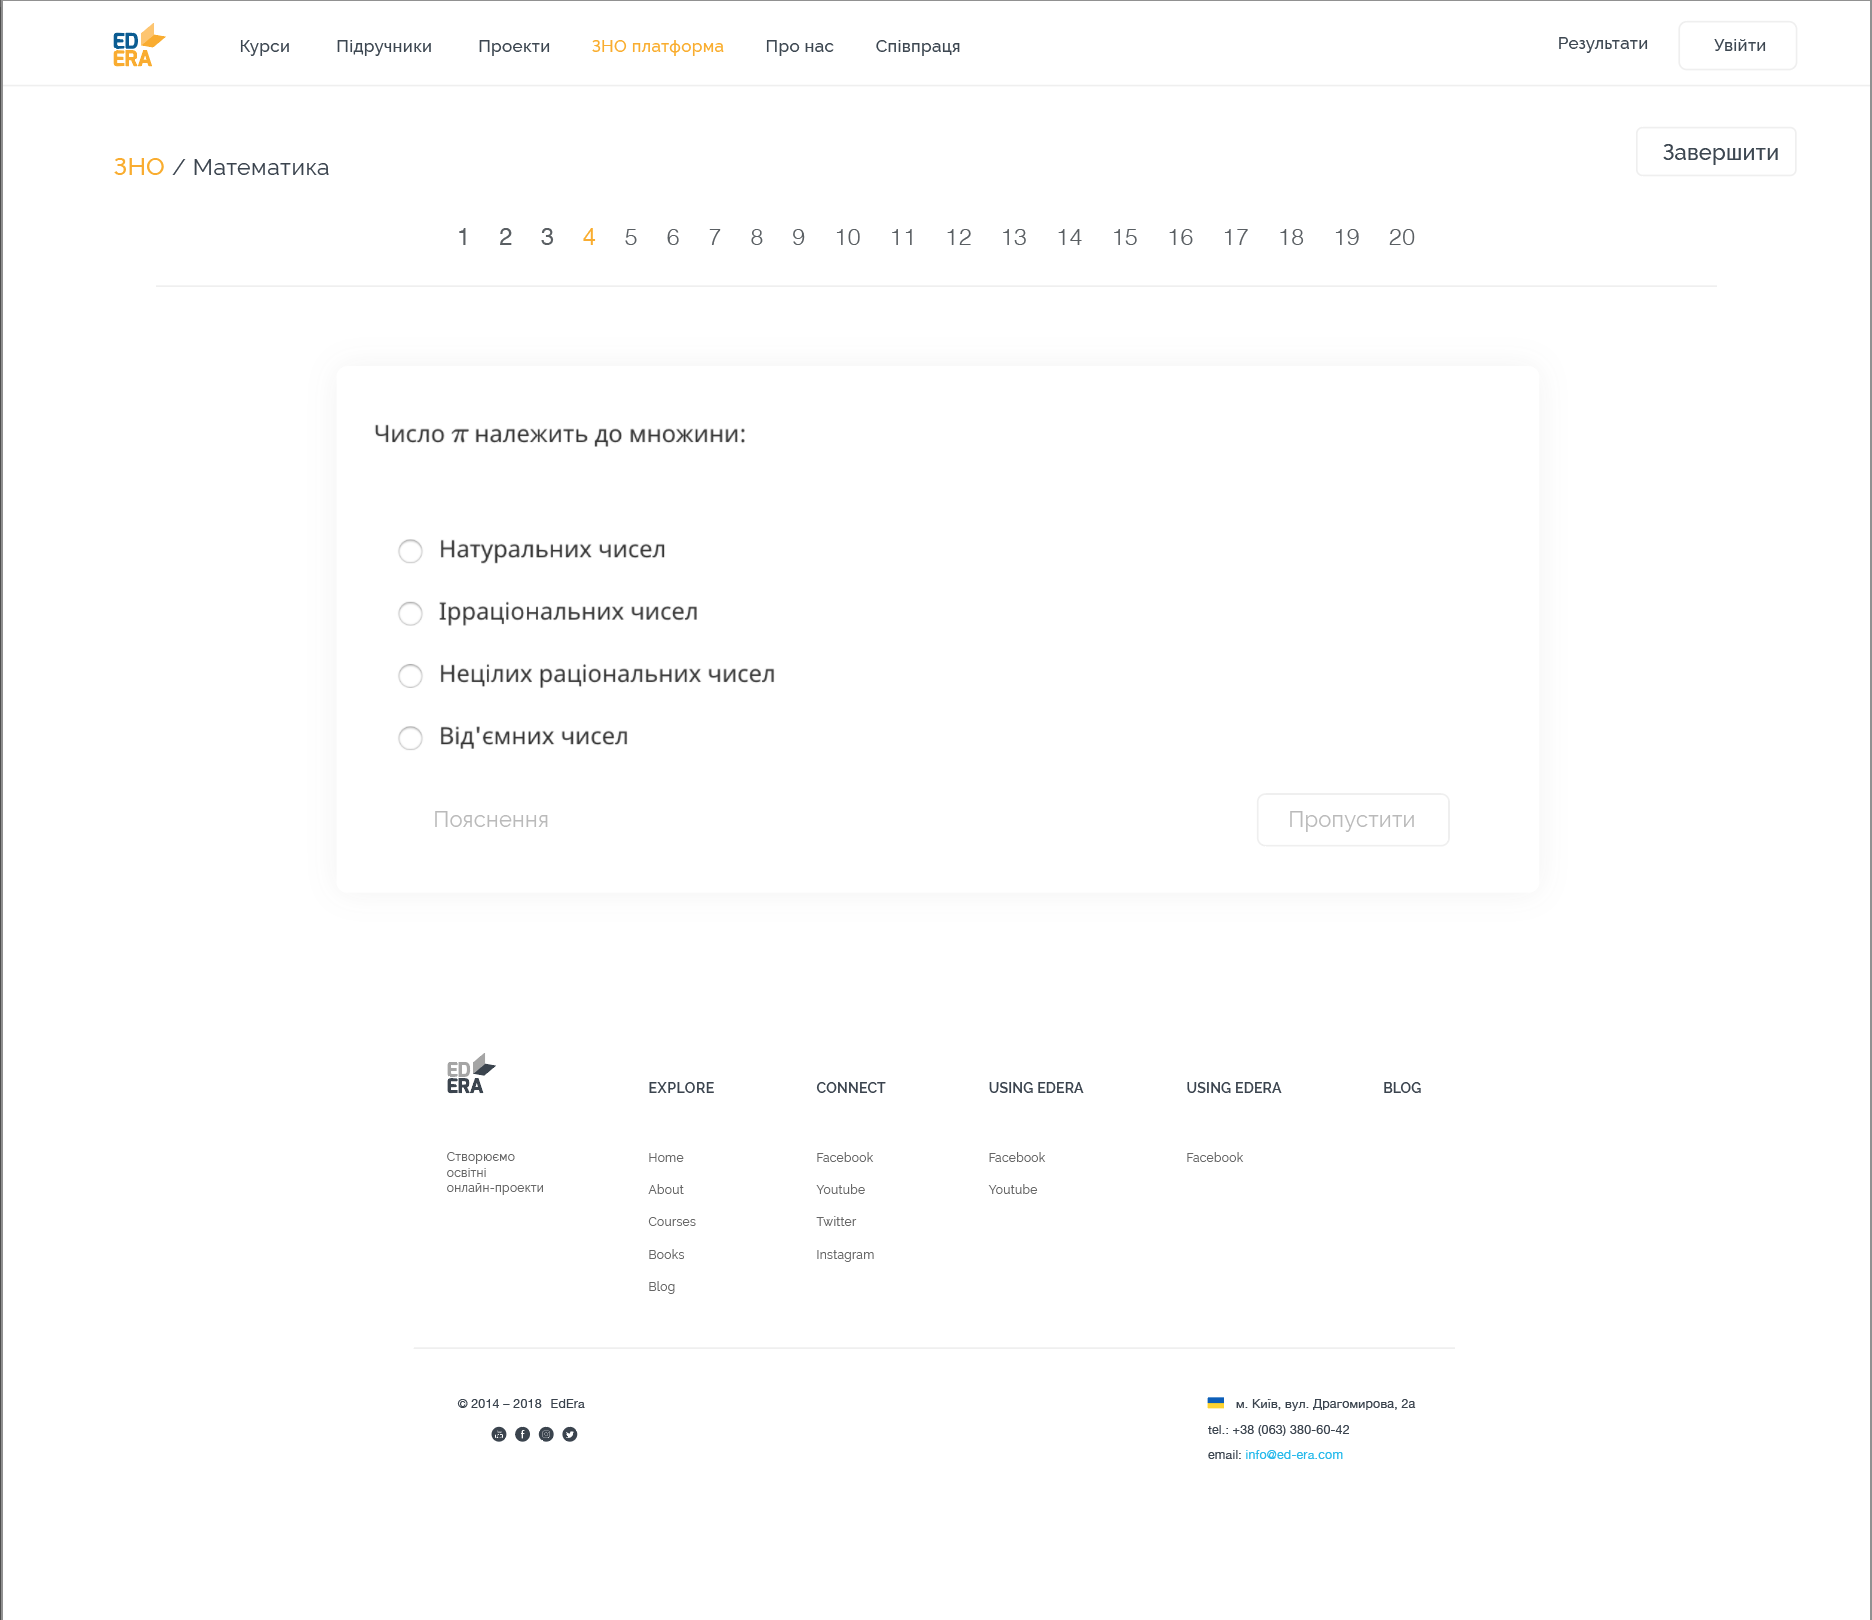 ED
ERA
Курси Підручники Проекти ЗНО платформа Про нас Співпраця Результати Увійти
ЗНО / Математика
Завершити
1 2 3 4 5 6 7 8 9 10 11 12 13 14 15 16 17 18 19 20
Число π належить до множини:
Натуральних чисел
Ірраціональних чисел
Нецілих раціональних чисел
Від'ємних чисел
Пояснення Пропустити
ED
ERA
EXPLORE CONNECT USING EDERA USING EDERA BLOG
Створюємо
освітні
онлайн-проекти
Home Facebook Facebook Facebook
About Youtube Youtube
Courses Twitter
Books Instagram
Blog
© 2014 – 2018 EdEra
м. Київ, вул. Драгомирова, 2а
tel.: +38 (063) 380-60-42
email: info@ed-era.com